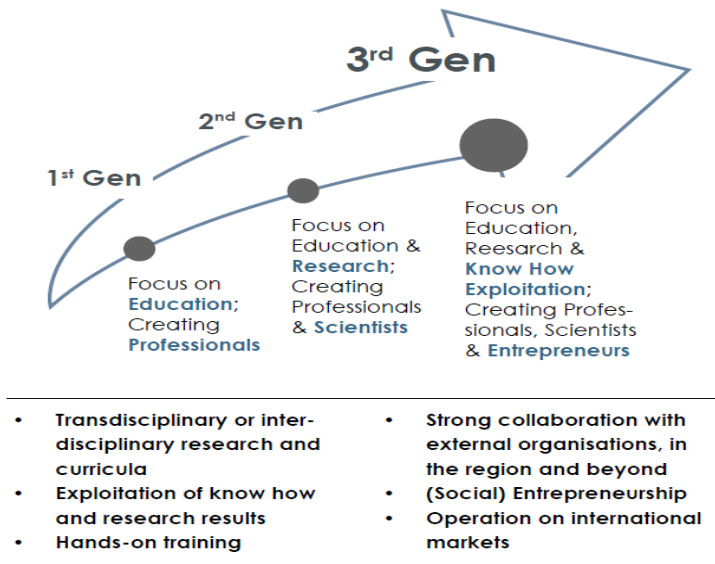 3rd Gen
2nd Gen
1st Gen
Focus on
Education;
Creating
Professionals
Focus on
Education &
Research;
Creating
Professionals
& Scientists
Focus on
Education,
Reesarch &
Know How
Exploitation;
Creating Profes-
sionals, Scientists
& Entrepreneurs
• Transdisciplinary or inter-
disciplinary research and
curricula
• Exploitation of know how
and research results
• Hands-on training
• Strong collaboration with
external organisations, in
the region and beyond
• (Social) Entrepreneurship
• Operation on international
markets